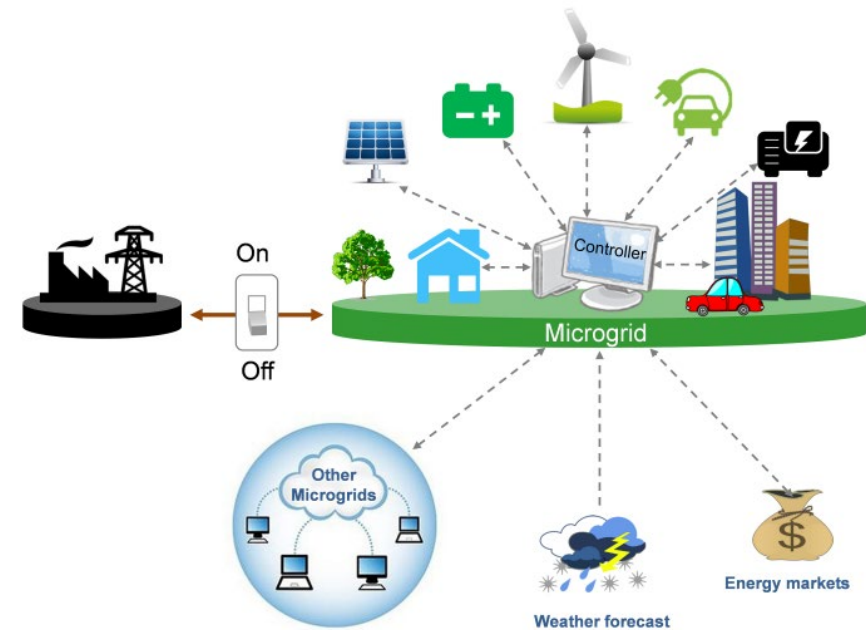 On
Off
Controller
Microgrid
Other
Microgrids
$
Weather forecast
Energy markets